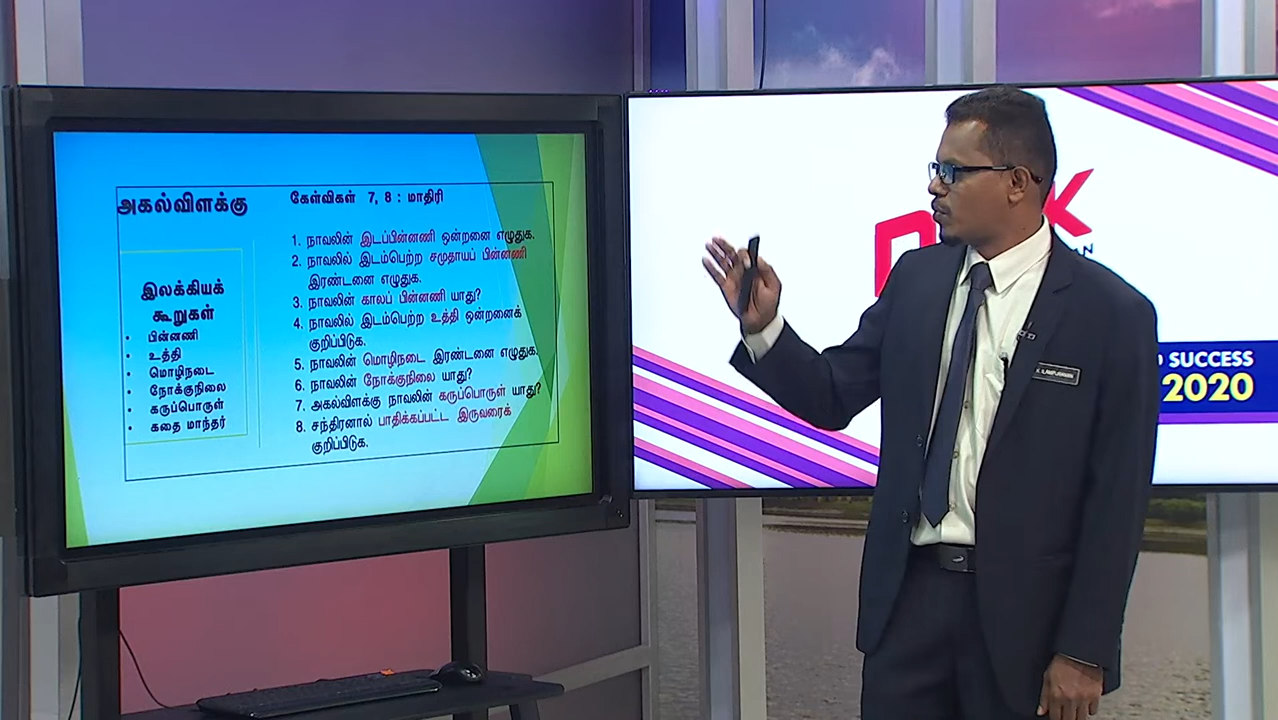 அகல்விளக்கு
கேள்விகள் 7, 8 : மாதிரி
இலக்கியக்
கூறுகள்
• பின்னணி
• உத்தி
• மொழிநடை
• நோக்குநிலை
• கருப்பொருள்
• கதை மாந்தர்
1. நாவலின் இடப்பின்னணி ஒன்றனை எழுதுக.
2. நாவலில் இடம்பெற்ற சமுதாயப் பின்னணி
இரண்டனை எழுதுக.
3. நாவலின் காலப் பின்னணி யாது?
4. நாவலில் இடம்பெற்ற உத்தி ஒன்றனைக்
குறிப்பிடுக.
5. நாவலின் மொழிநடை இரண்டனை எழுதுக.
6. நாவலின் நோக்குநிலை யாது?
7. அகல்விளக்கு நாவலின் கருப்பொருள் யாது?
8. சந்திரனால் பாதிக்கப்பட்ட இருவரைக்
குறிப்பிடுக.
K
AN
SUCCESS
2020